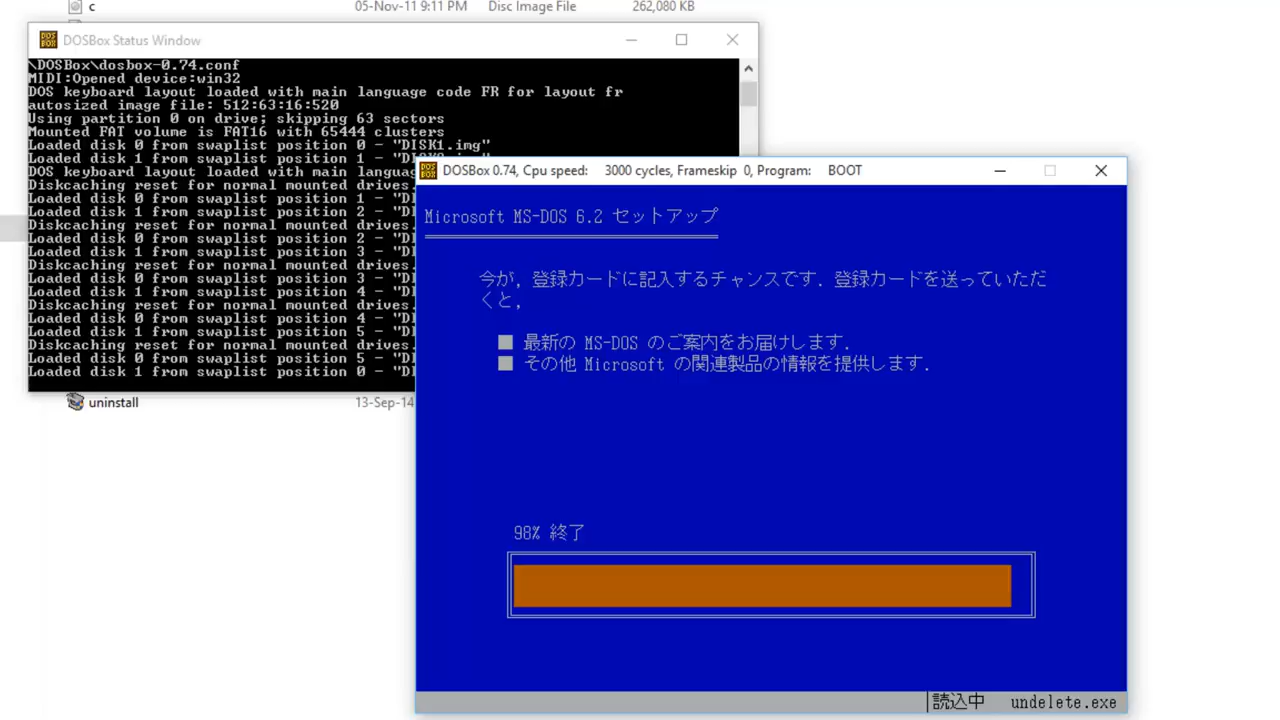 c 05-Nov-11 9:11 PM Disc Image File 262,080 KB
DOSBox Status Window
\DOSBox\dosbox-0.74.conf
MIDI:Opened device:win32
DOS keyboard layout loaded with main language code FR for layout fr
autosized image file: 512:63:16:520
Using partition 0 on drive; skipping 63 sectors
Mounted FAT volume is FAT16 with 65444 clusters
Loaded disk 0 from swaplist position 0 - "DISK1.img"
Loaded disk 1 from swaplist position 1 - "DI
DOS keyboard layout loaded with main languag
Diskcaching reset for normal mounted drives.
Loaded disk 0 from swaplist position 1 - "DI
Loaded disk 1 from swaplist position 2 - "DI
Diskcaching reset for normal mounted drives.
Loaded disk 0 from swaplist position 2 - "DI
Loaded disk 1 from swaplist position 3 - "DI
Diskcaching reset for normal mounted drives.
Loaded disk 0 from swaplist position 3 - "DI
Loaded disk 1 from swaplist position 4 - "DI
Diskcaching reset for normal mounted drives.
Loaded disk 0 from swaplist position 4 - "DI
Loaded disk 1 from swaplist position 5 - "DI
Diskcaching reset for normal mounted drives.
Loaded disk 0 from swaplist position 5 - "DI
Loaded disk 1 from swaplist position 0 - "DI
uninstall 13-Sep-14
DOSBox 0.74, Cpu speed: 3000 cycles, Frameskip 0, Program: BOOT
Microsoft MS-DOS 6.2 セットアップ
今が, 登録カードに記入するチャンスです. 登録カードを送っていただ
くと,
■ 最新の MS-DOS のご案内をお届けします.
■ その他 Microsoft の関連製品の情報を提供します.
98% 終了
読込中 undelete.exe